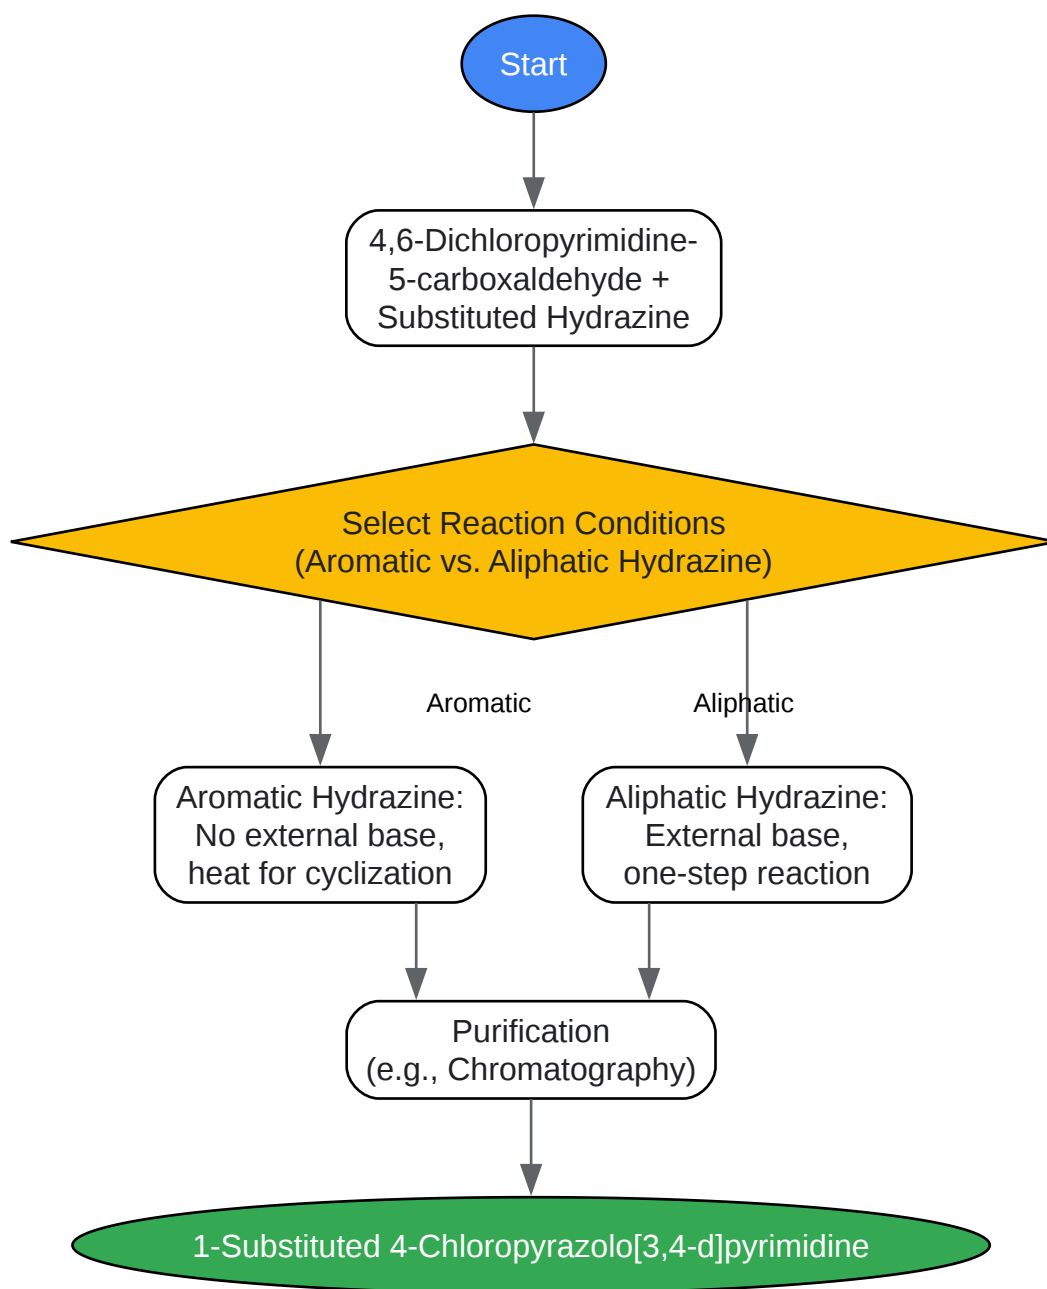 Start
4,6-Dichloropyrimidine-
5-carboxaldehyde +
Substituted Hydrazine
Select Reaction Conditions
(Aromatic vs. Aliphatic Hydrazine)
Aromatic
Aliphatic
Aromatic Hydrazine:
No external base,
heat for cyclization
Aliphatic Hydrazine:
External base,
one-step reaction
Purification
(e.g., Chromatography)
1-Substituted 4-Chloropyrazolo[3,4-d]pyrimidine